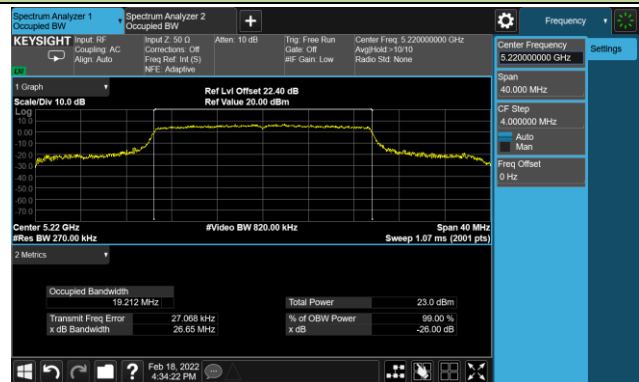 Spectrum Analyzer 1
Occupied BW
Spectrum Analyzer 2
Occupied BW
+
Frequency
KEYSIGHT
Input: RF
Coupling: AC
Align: Auto
Input Z: 50 Ω
Corrections: Off
Freq Ref: Int (S)
NFE: Adaptive
Atten: 10 dB
Trig: Free Run
Gate: Off
#IF Gain: Low
Center Freq: 5.220000000 GHz
Avg|Hold:>10/10
Radio Std: None
Center Frequency
5.220000000 GHz
Settings
Span
40.000 MHz
CF Step
4.000000 MHz
Auto
Man
Freq Offset
0 Hz
1 Graph
Scale/Div 10.0 dB
Ref Lvl Offset 22.40 dB
Ref Value 20.00 dBm
Log
10.0
0.00
-10.0
-20.0
-30.0
-40.0
-50.0
-60.0
-70.0
Center 5.22 GHz
#Res BW 270.00 kHz
#Video BW 820.00 kHz
Span 40 MHz
Sweep 1.07 ms (2001 pts)
2 Metrics
Occupied Bandwidth
19.212 MHz
Total Power 23.0 dBm
Transmit Freq Error 27.068 kHz
% of OBW Power 99.00 %
x dB Bandwidth 26.65 MHz
x dB -26.00 dB
?
Feb 18, 2022
4:34:22 PM